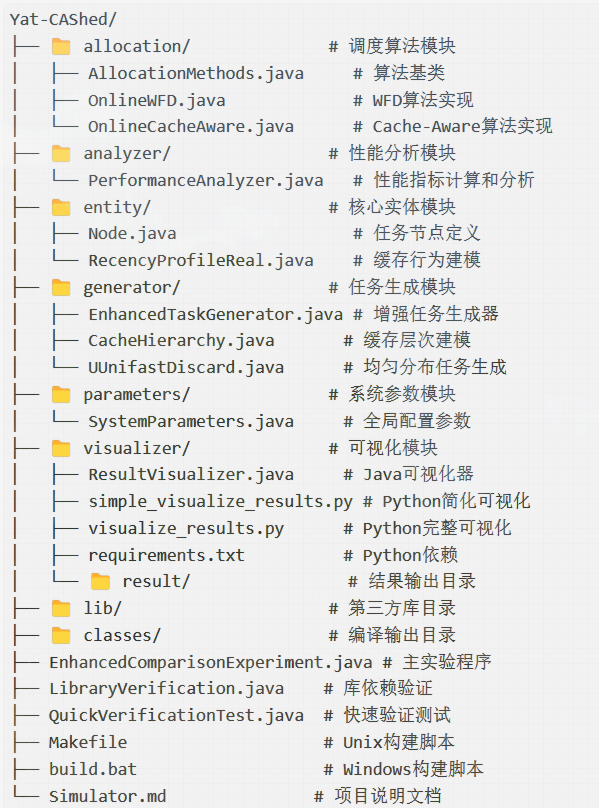 Yat-CAShed/
├── 📁 allocation/ # 调度算法模块
│ ├── AllocationMethods.java # 算法基类
│ ├── OnlineWFD.java # WFD算法实现
│ └── OnlineCacheAware.java # Cache-Aware算法实现
├── 📁 analyzer/ # 性能分析模块
│ └── PerformanceAnalyzer.java # 性能指标计算和分析
├── 📁 entity/ # 核心实体模块
│ ├── Node.java # 任务节点定义
│ └── RecencyProfileReal.java # 缓存行为建模
├── 📁 generator/ # 任务生成模块
│ ├── EnhancedTaskGenerator.java # 增强任务生成器
│ ├── CacheHierarchy.java # 缓存层次建模
│ └── UUnifastDiscard.java # 均匀分布任务生成
├── 📁 parameters/ # 系统参数模块
│ └── SystemParameters.java # 全局配置参数
├── 📁 visualizer/ # 可视化模块
│ ├── ResultVisualizer.java # Java可视化器
│ ├── simple_visualize_results.py # Python简化可视化
│ ├── visualize_results.py # Python完整可视化
│ ├── requirements.txt # Python依赖
│ └── 📁 result/ # 结果输出目录
├── 📁 lib/ # 第三方库目录
├── 📁 classes/ # 编译输出目录
├── EnhancedComparisonExperiment.java # 主实验程序
├── LibraryVerification.java # 库依赖验证
├── QuickVerificationTest.java # 快速验证测试
├── Makefile # Unix构建脚本
├── build.bat # Windows构建脚本
└── Simulator.md # 项目说明文档